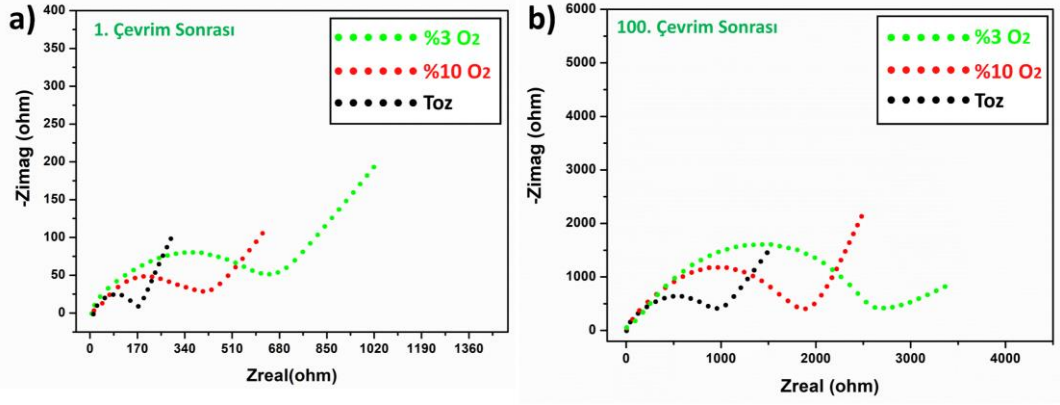 a)
1. Çevrim Sonrası
%3 O2
%10 O2
Toz
-Zimag (ohm)
400
350
300
250
200
150
100
50
0
0 170 340 510 680 850 1020 1190 1360
Zreal(ohm)
b)
100. Çevrim Sonrası
%3 O2
%10 O2
Toz
-Zimag (ohm)
6000
5000
4000
3000
2000
1000
0
0 1000 2000 3000 4000
Zreal (ohm)